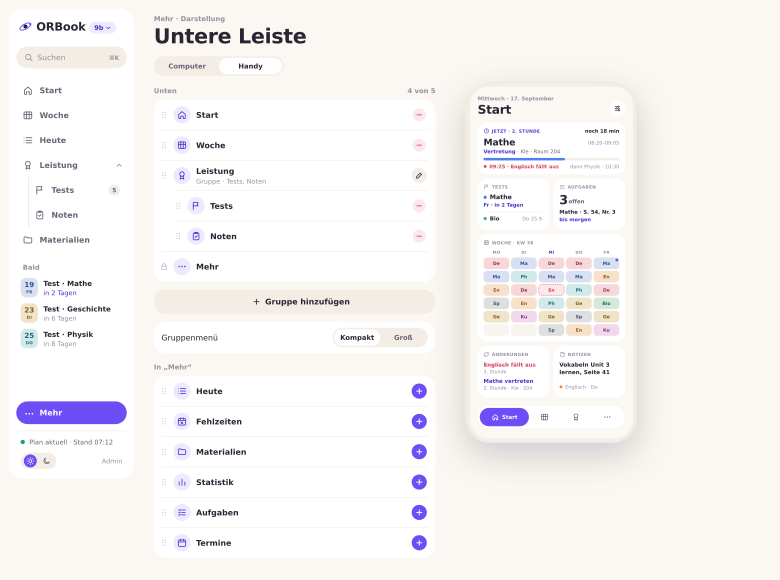 ORBook 9b
Suchen ⌘K
Start
Woche
Heute
Leistung
Tests 5
Noten
Materialien
Bald
19 FR Test · Mathe
in 2 Tagen
23 DI Test · Geschichte
in 6 Tagen
25 DO Test · Physik
in 8 Tagen
Mehr
Plan aktuell · Stand 07:12
Admin
Mehr · Darstellung
Untere Leiste
Computer Handy
Unten 4 von 5
Start
Woche
Leistung
Gruppe · Tests, Noten
Tests
Noten
Mehr
+ Gruppe hinzufügen
Gruppenmenü Kompakt Groß
In „Mehr“
Heute
Fehlzeiten
Materialien
Statistik
Aufgaben
Termine
Mittwoch · 17. September
Start
JETZT · 2. STUNDE noch 18 min
Mathe 08:20–09:05
Vertretung · Kle · Raum 204
09:25 · Englisch fällt aus dann Physik · 10:30
TESTS
Mathe
Fr · in 2 Tagen
Bio Do 25.9.
AUFGABEN
3 offen
Mathe · S. 54, Nr. 3
bis morgen
WOCHE · KW 38
MO DI MI DO FR
De Mo De De Ma
Ma Ph Ma Ma En
En De En Ph De
Sp En Ph Ge Bio
Ge Ku Ge Sp Ge
Sp En Ku
ÄNDERUNGEN
Englisch fällt aus
3. Stunde
Mathe vertreten
2. Stunde · Kle · 204
NOTIZEN
Vokabeln Unit 3
lernen, Seite 41
Englisch · Do
Start